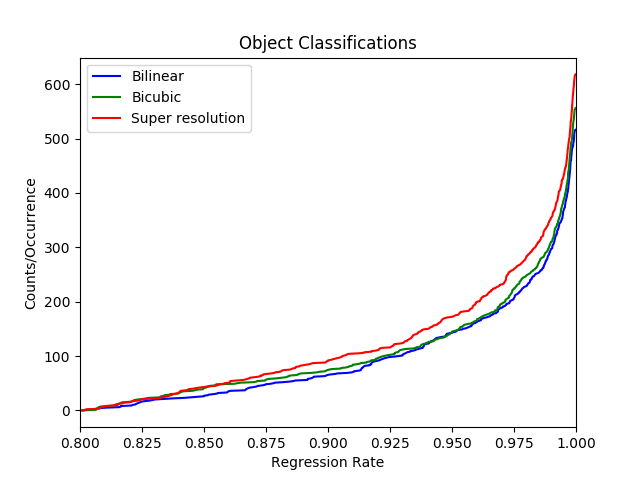 Object Classifications
Bilinear
Bicubic
Super resolution
600
500
400
300
200
100
0
Counts/Occurrence
0.800 0.825 0.850 0.875 0.900 0.925 0.950 0.975 1.000
Regression Rate